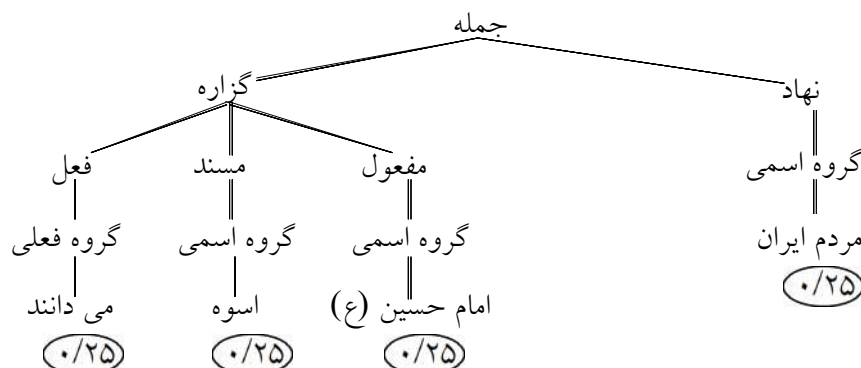 جمله
نهاد گزاره
گروه اسمی مفعول مسند فعل
مردم ایران گروه اسمی گروه اسمی گروه فعلی
۰/۲۵ امام حسین (ع) اسوه می دانند
۰/۲۵ ۰/۲۵ ۰/۲۵